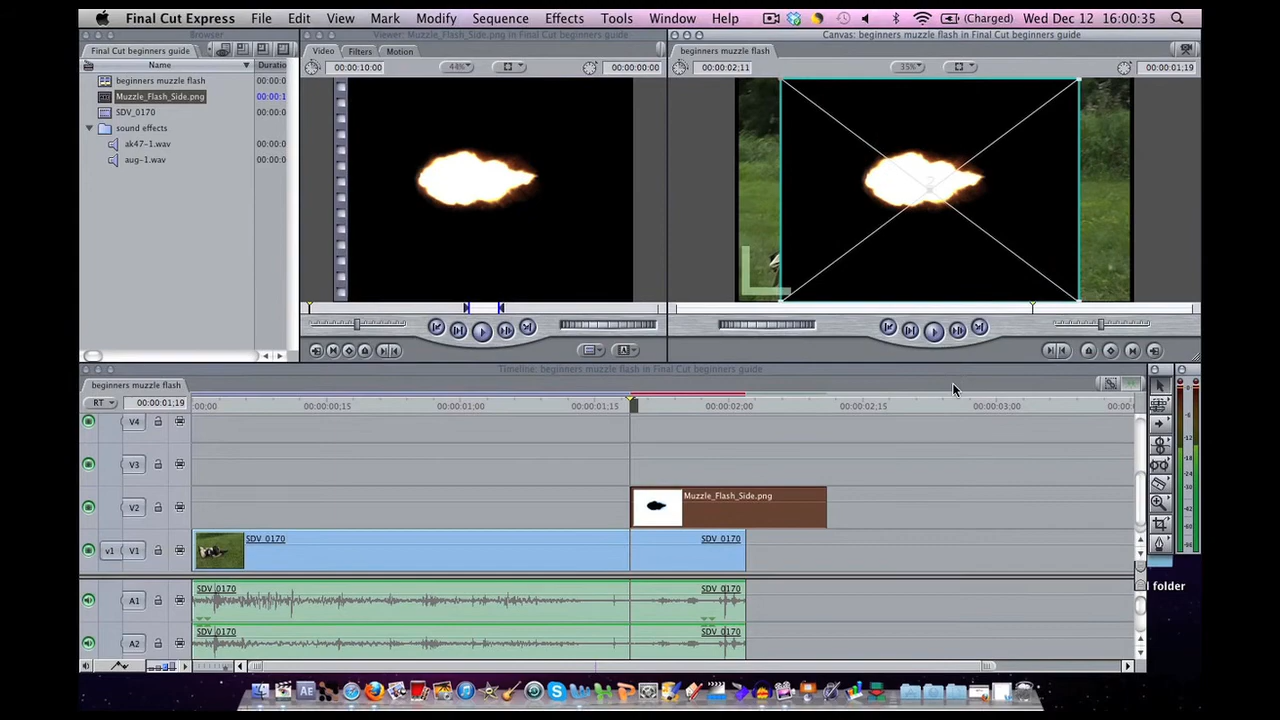 Final Cut Express File Edit View Mark Modify Sequence Effects Tools Window Help (Charged) Wed Dec 12 16:00:35
Browser
Viewer: Muzzle_Flash_Side.png in Final Cut beginners guide
Canvas: beginners muzzle flash in Final Cut beginners guide
Final Cut beginners guide
Video Filters Motion
beginners muzzle flash
Name Duratio
00:00:10:00 44% 00:00:00:00
00:00:02;11 35% 00:00:01;19
beginners muzzle flash 00:00:0
Muzzle_Flash_Side.png 00:00:1
SDV_0170 00:00:0
sound effects
ak47-1.wav 00:00:0
aug-1.wav 00:00:0
Timeline: beginners muzzle flash in Final Cut beginners guide
beginners muzzle flash
RT 00:00:01;19 00:00 00:00:00;15 00:00:01;00 00:00:01;15 00:00:02;00 00:00:02;15 00:00:03;00 00:00:0
V4
V3
V2 Muzzle_Flash_Side.png
v1 V1 SDV_0170 SDV_0170
A1 SDV_0170 SDV_0170
l folder
A2 SDV_0170 SDV_0170